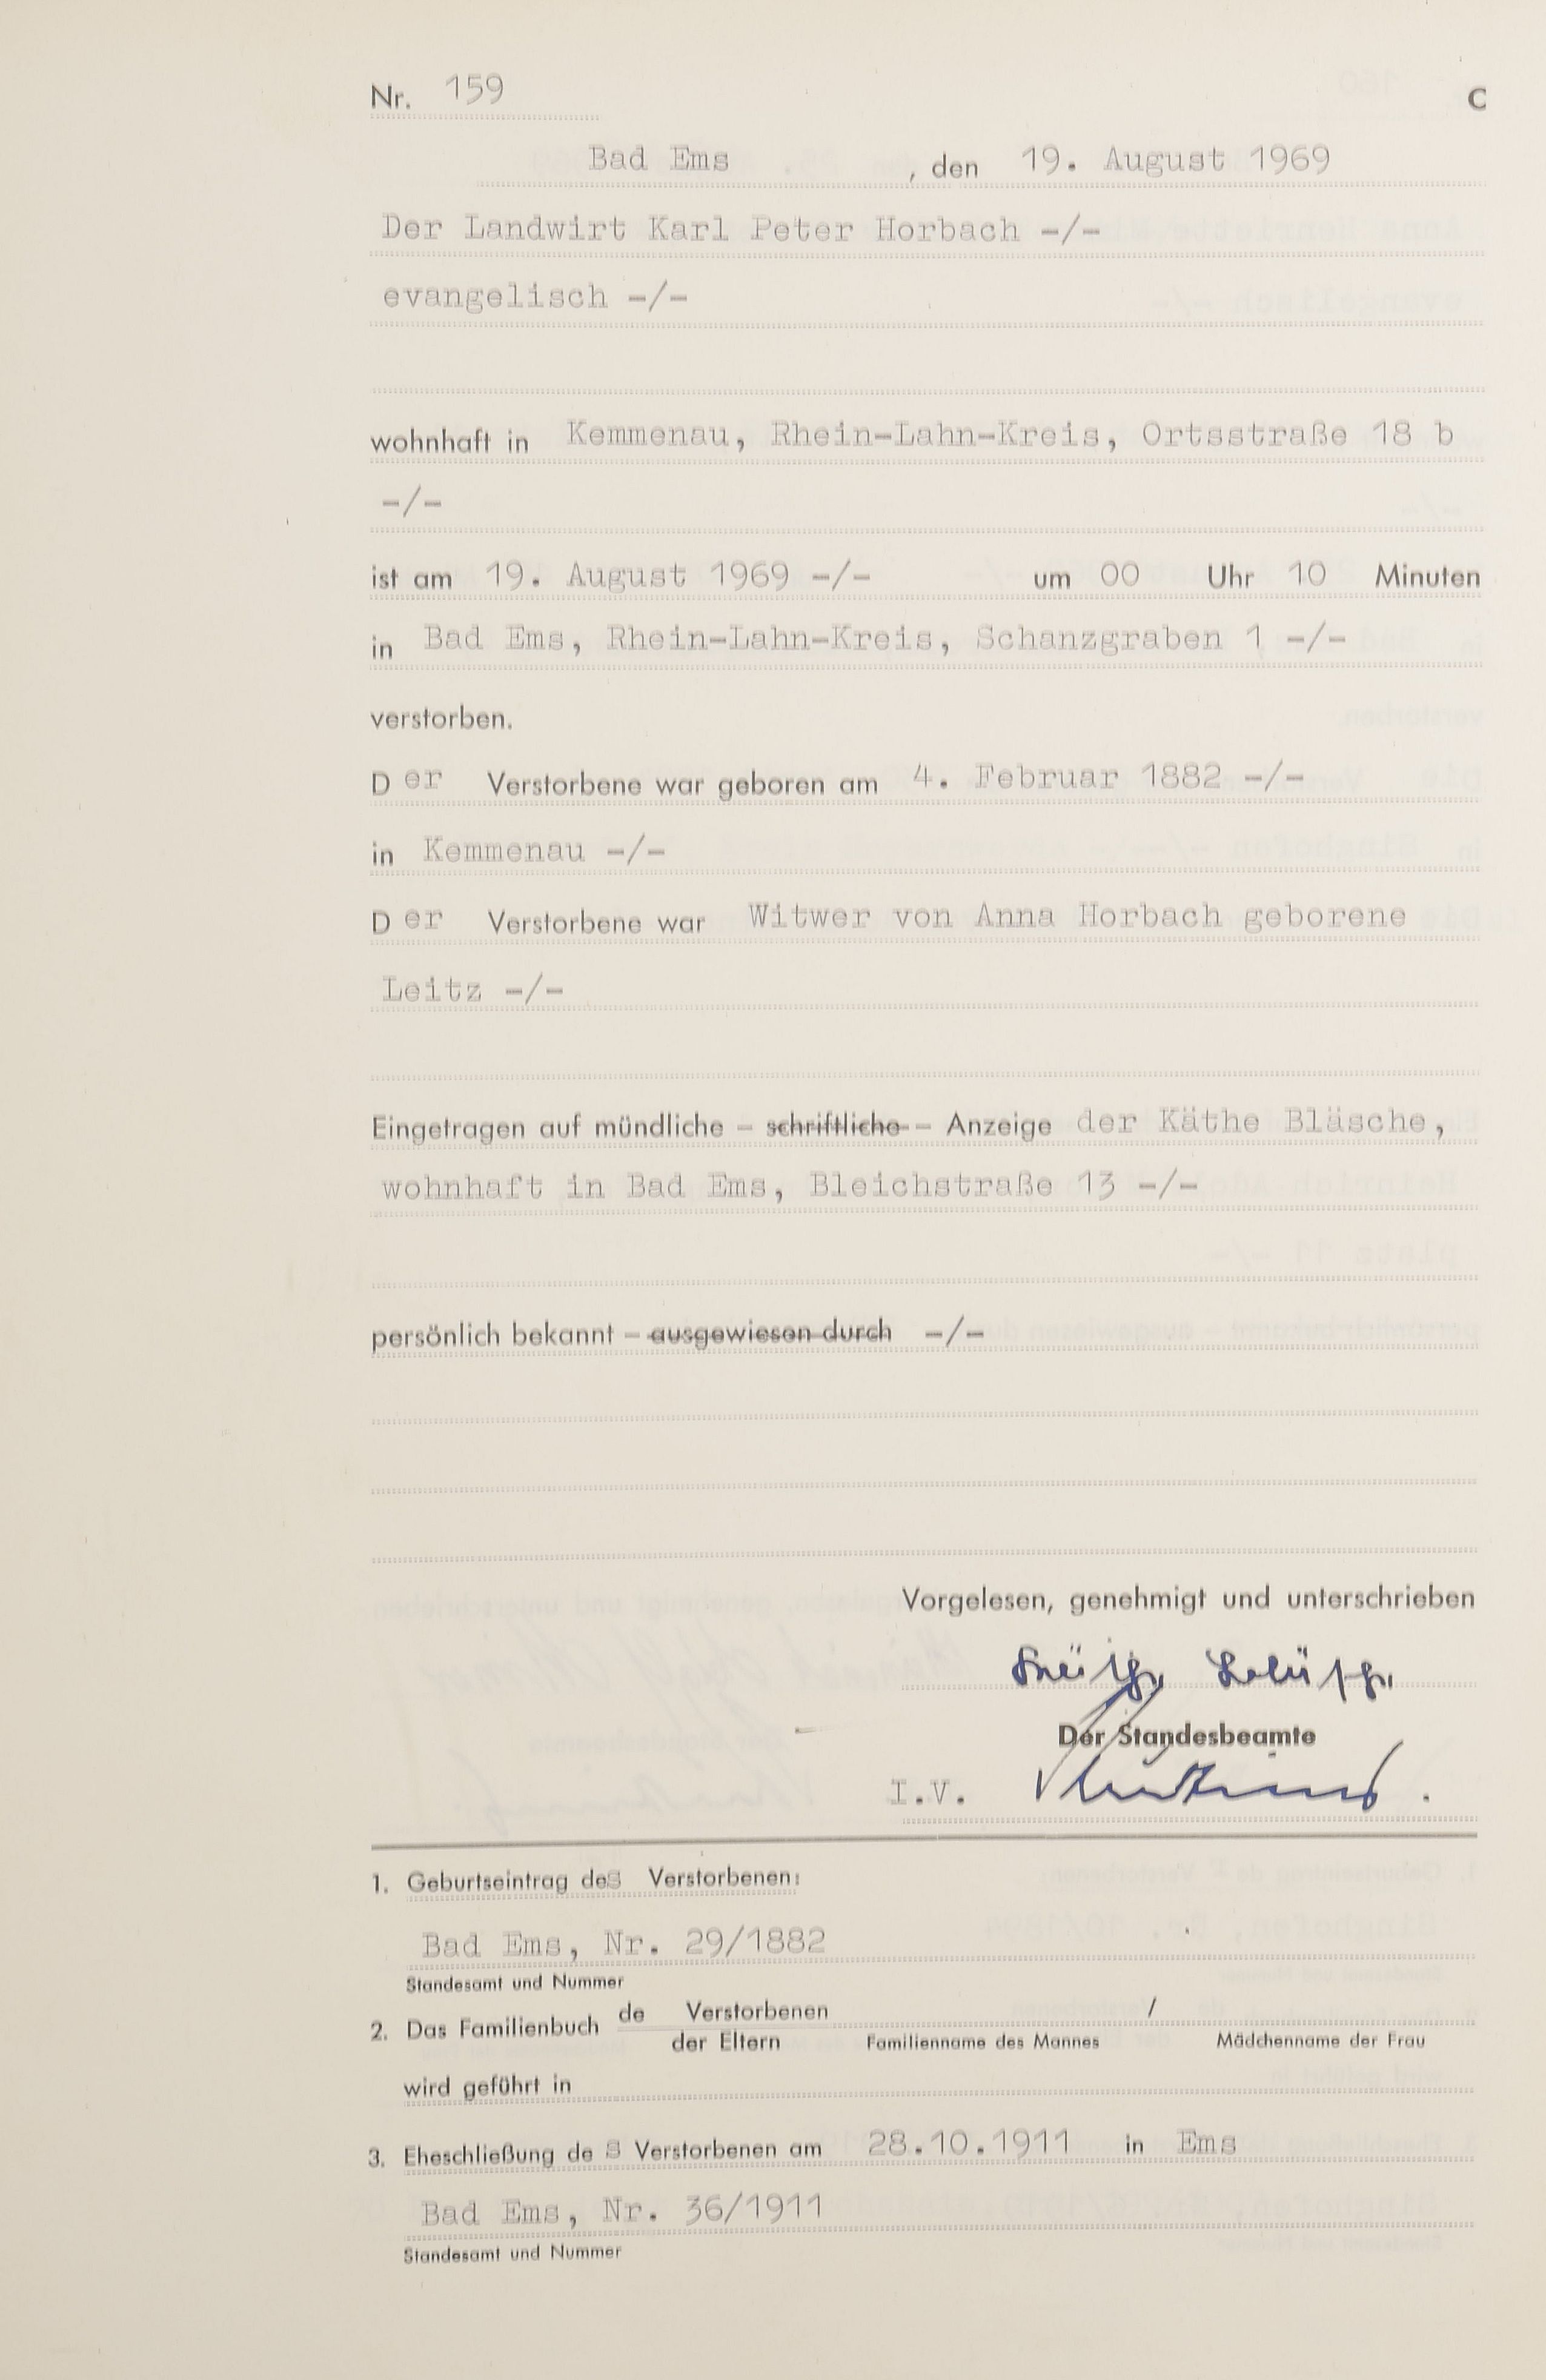 Nr. 159 C
Bad Ems , den 19. August 1969
Der Landwirt Karl Peter Horbach -/-
evangelisch -/-
wohnhaft in Kemmenau, Rhein-Lahn-Kreis, Ortsstraße 18 b
-/-
ist am 19. August 1969 -/- um 00 Uhr 10 Minuten
in Bad Ems, Rhein-Lahn-Kreis, Schanzgraben 1 -/-
verstorben.
D er Verstorbene war geboren am 4. Februar 1882 -/-
in Kemmenau -/-
D er Verstorbene war Witwer von Anna Horbach geborene
Leitz -/-
Eingetragen auf mündliche - schriftliche - Anzeige der Käthe Bläsche,
wohnhaft in Bad Ems, Bleichstraße 13 -/-
persönlich bekannt - ausgewiesen durch -/-
Vorgelesen, genehmigt und unterschrieben
Käthe Bläsche
Der Standesbeamte
I.V.
1. Geburtseintrag des Verstorbenen:
Bad Ems, Nr. 29/1882
Standesamt und Nummer
2. Das Familienbuch de Verstorbenen /
der Eltern Familienname des Mannes Mädchenname der Frau
wird geführt in
3. Eheschließung de s Verstorbenen am 28.10.1911 in Ems
Bad Ems, Nr. 36/1911
Standesamt und Nummer